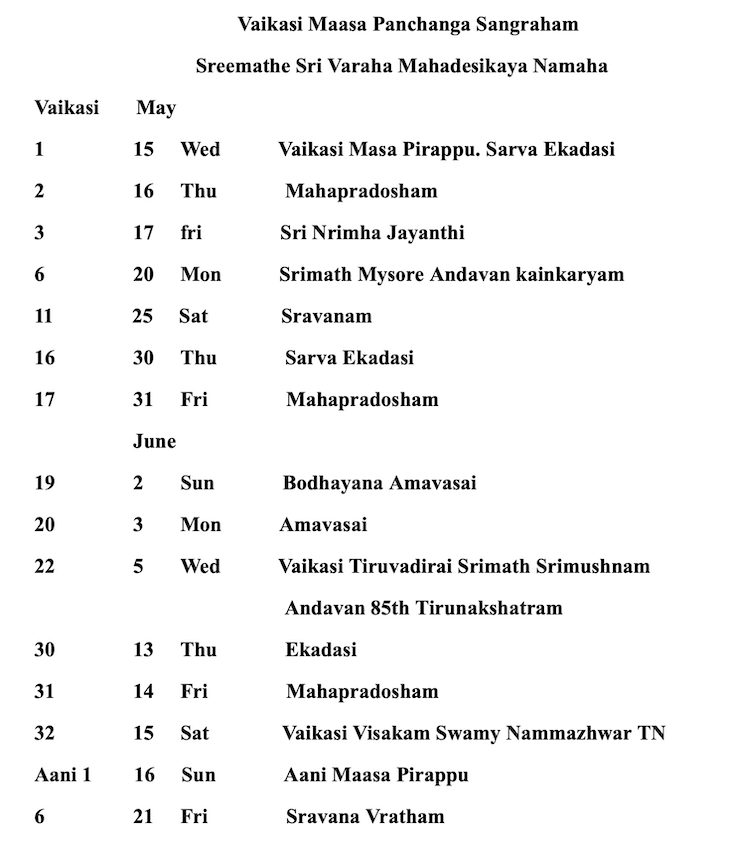 Vaikasi Maasa Panchanga Sangraham
Sreemathe Sri Varaha Mahadesikaya Namaha
Vaikasi May
1 15 Wed Vaikasi Masa Pirappu. Sarva Ekadasi
2 16 Thu Mahapradosham
3 17 fri Sri Nrimha Jayanthi
6 20 Mon Srimath Mysore Andavan kainkaryam
11 25 Sat Sravanam
16 30 Thu Sarva Ekadasi
17 31 Fri Mahapradosham
June
19 2 Sun Bodhayana Amavasai
20 3 Mon Amavasai
22 5 Wed Vaikasi Tiruvadirai Srimath Srimushnam
Andavan 85th Tirunakshatram
30 13 Thu Ekadasi
31 14 Fri Mahapradosham
32 15 Sat Vaikasi Visakam Swamy Nammazhwar TN
Aani 1 16 Sun Aani Maasa Pirappu
6 21 Fri Sravana Vratham